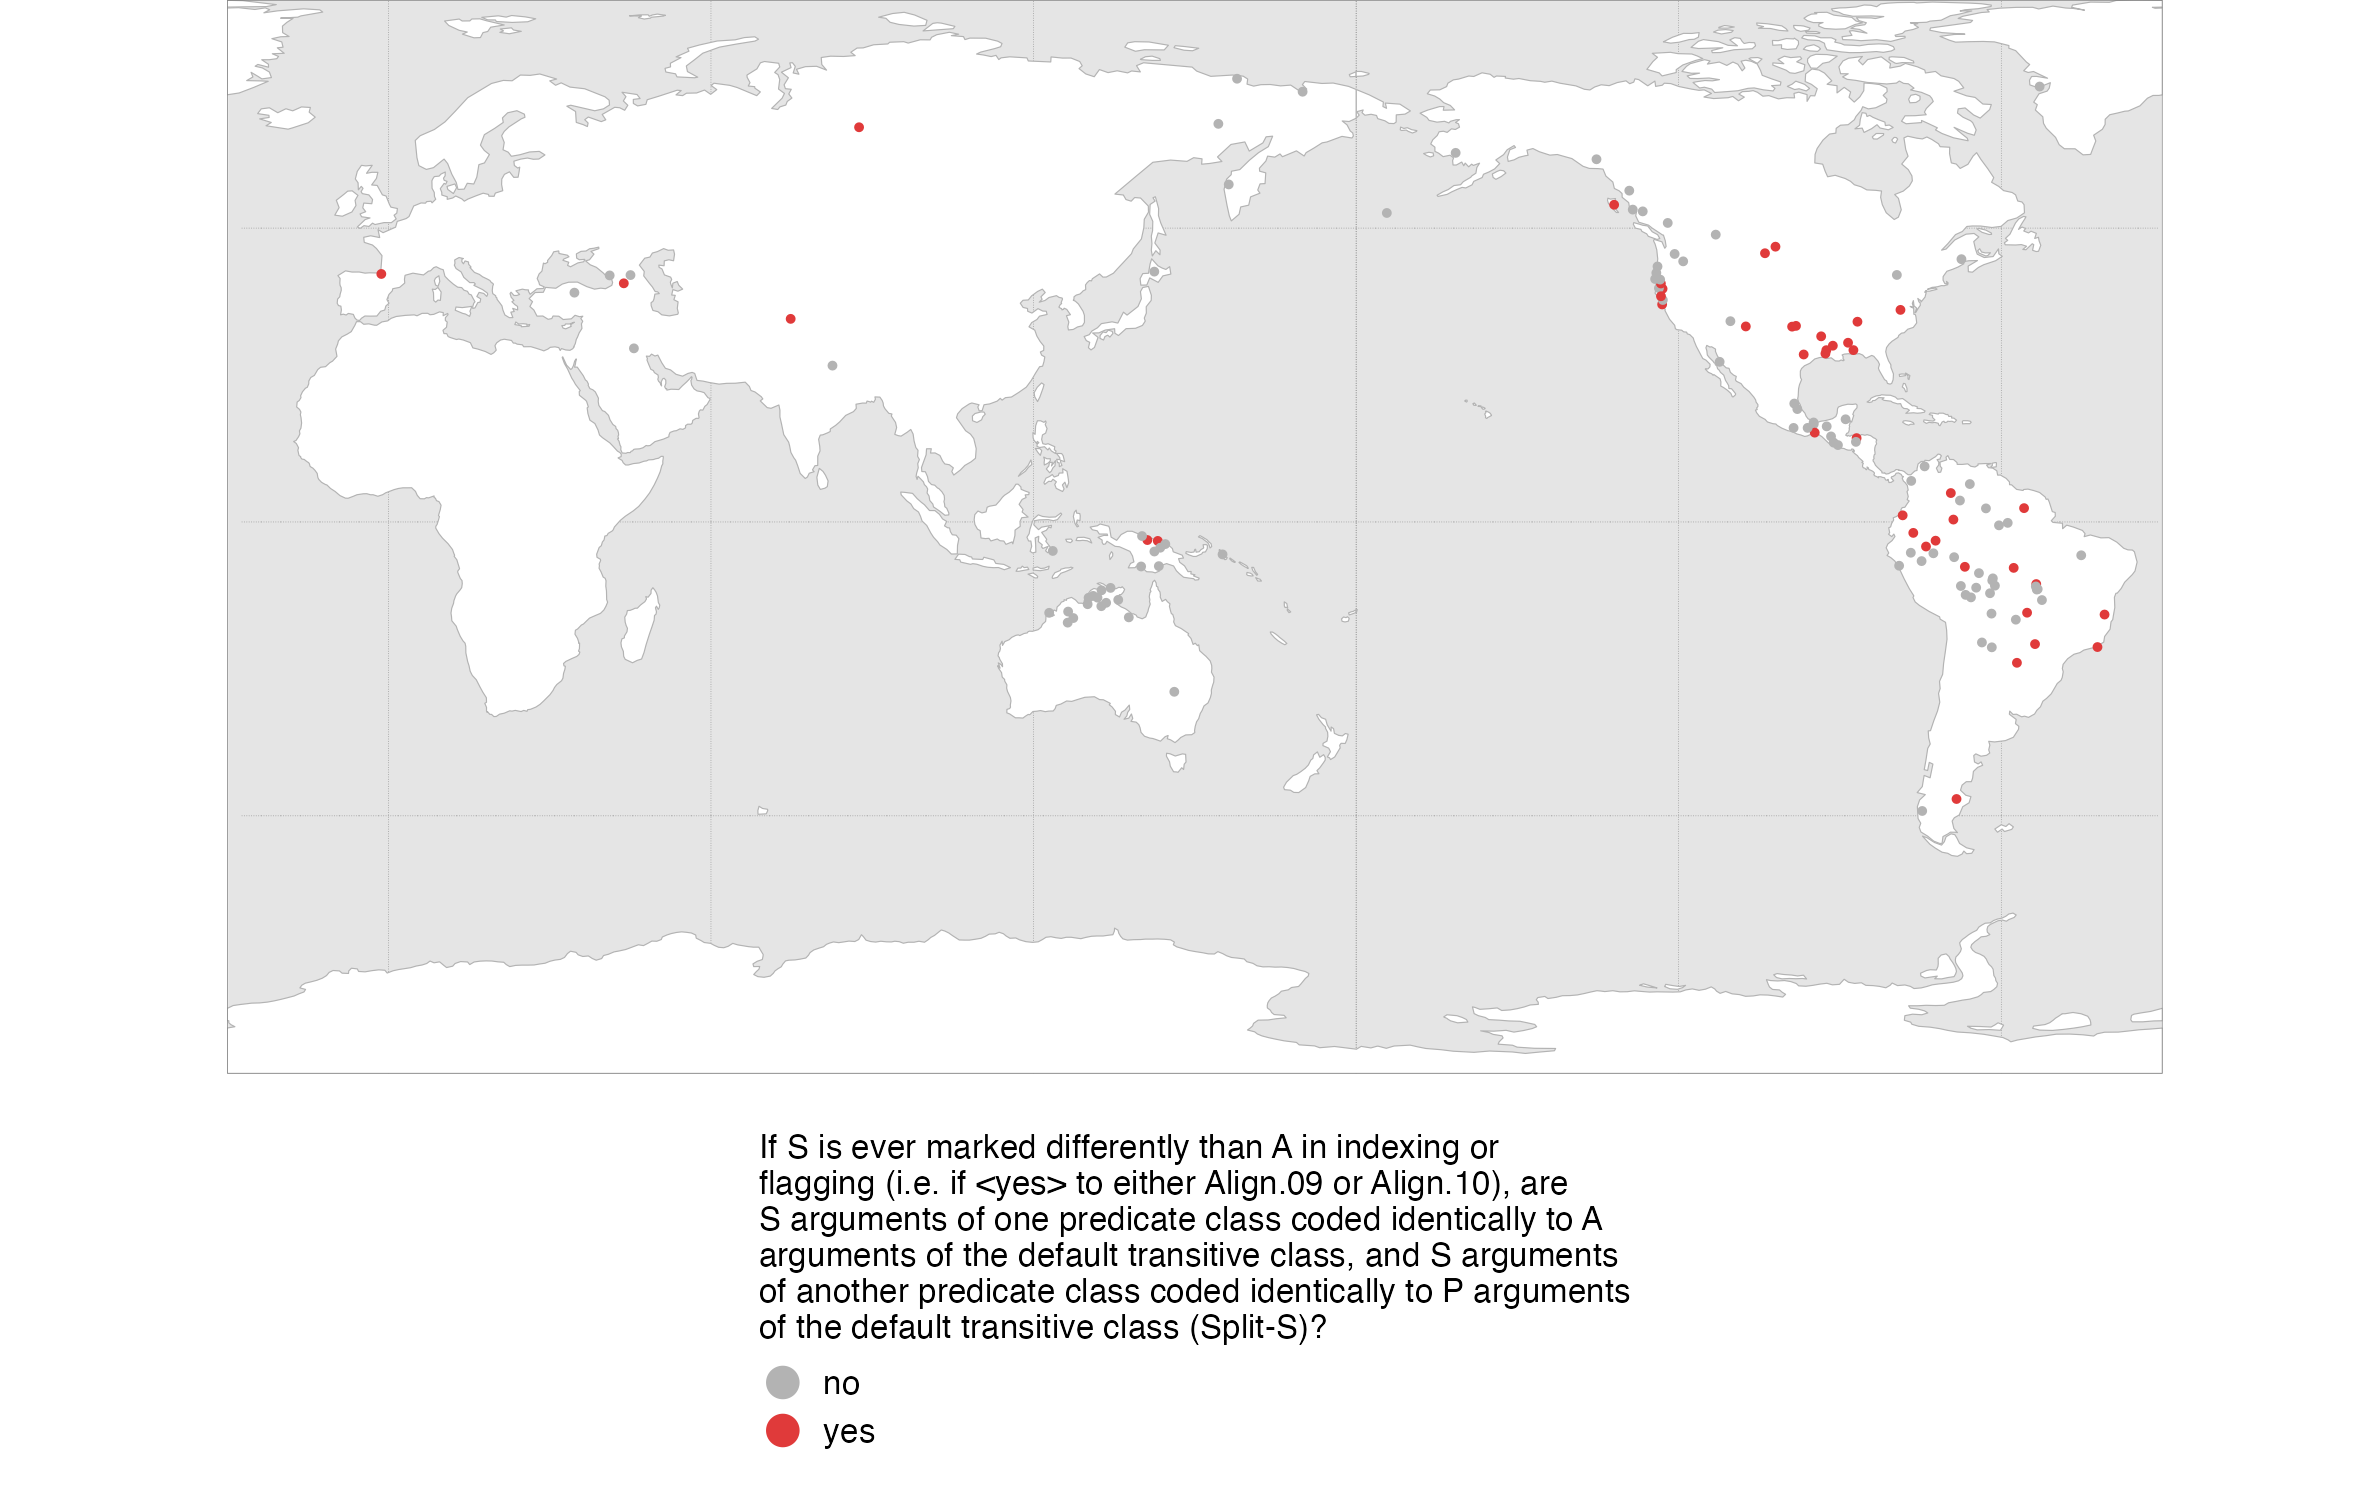 If S is ever marked differently than A in indexing or
flagging (i.e. if <yes> to either Align.09 or Align.10), are
S arguments of one predicate class coded identically to A
arguments of the default transitive class, and S arguments
of another predicate class coded identically to P arguments
of the default transitive class (Split-S)?
no
yes